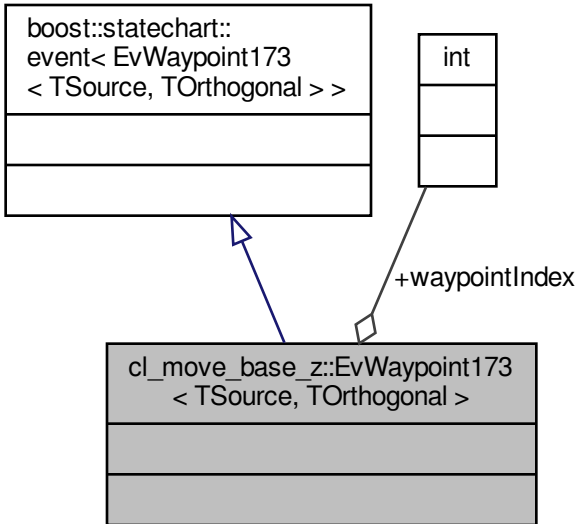 boost::statechart::
event< EvWaypoint173
< TSource, TOrthogonal > >
int
+waypointIndex
cl_move_base_z::EvWaypoint173
< TSource, TOrthogonal >